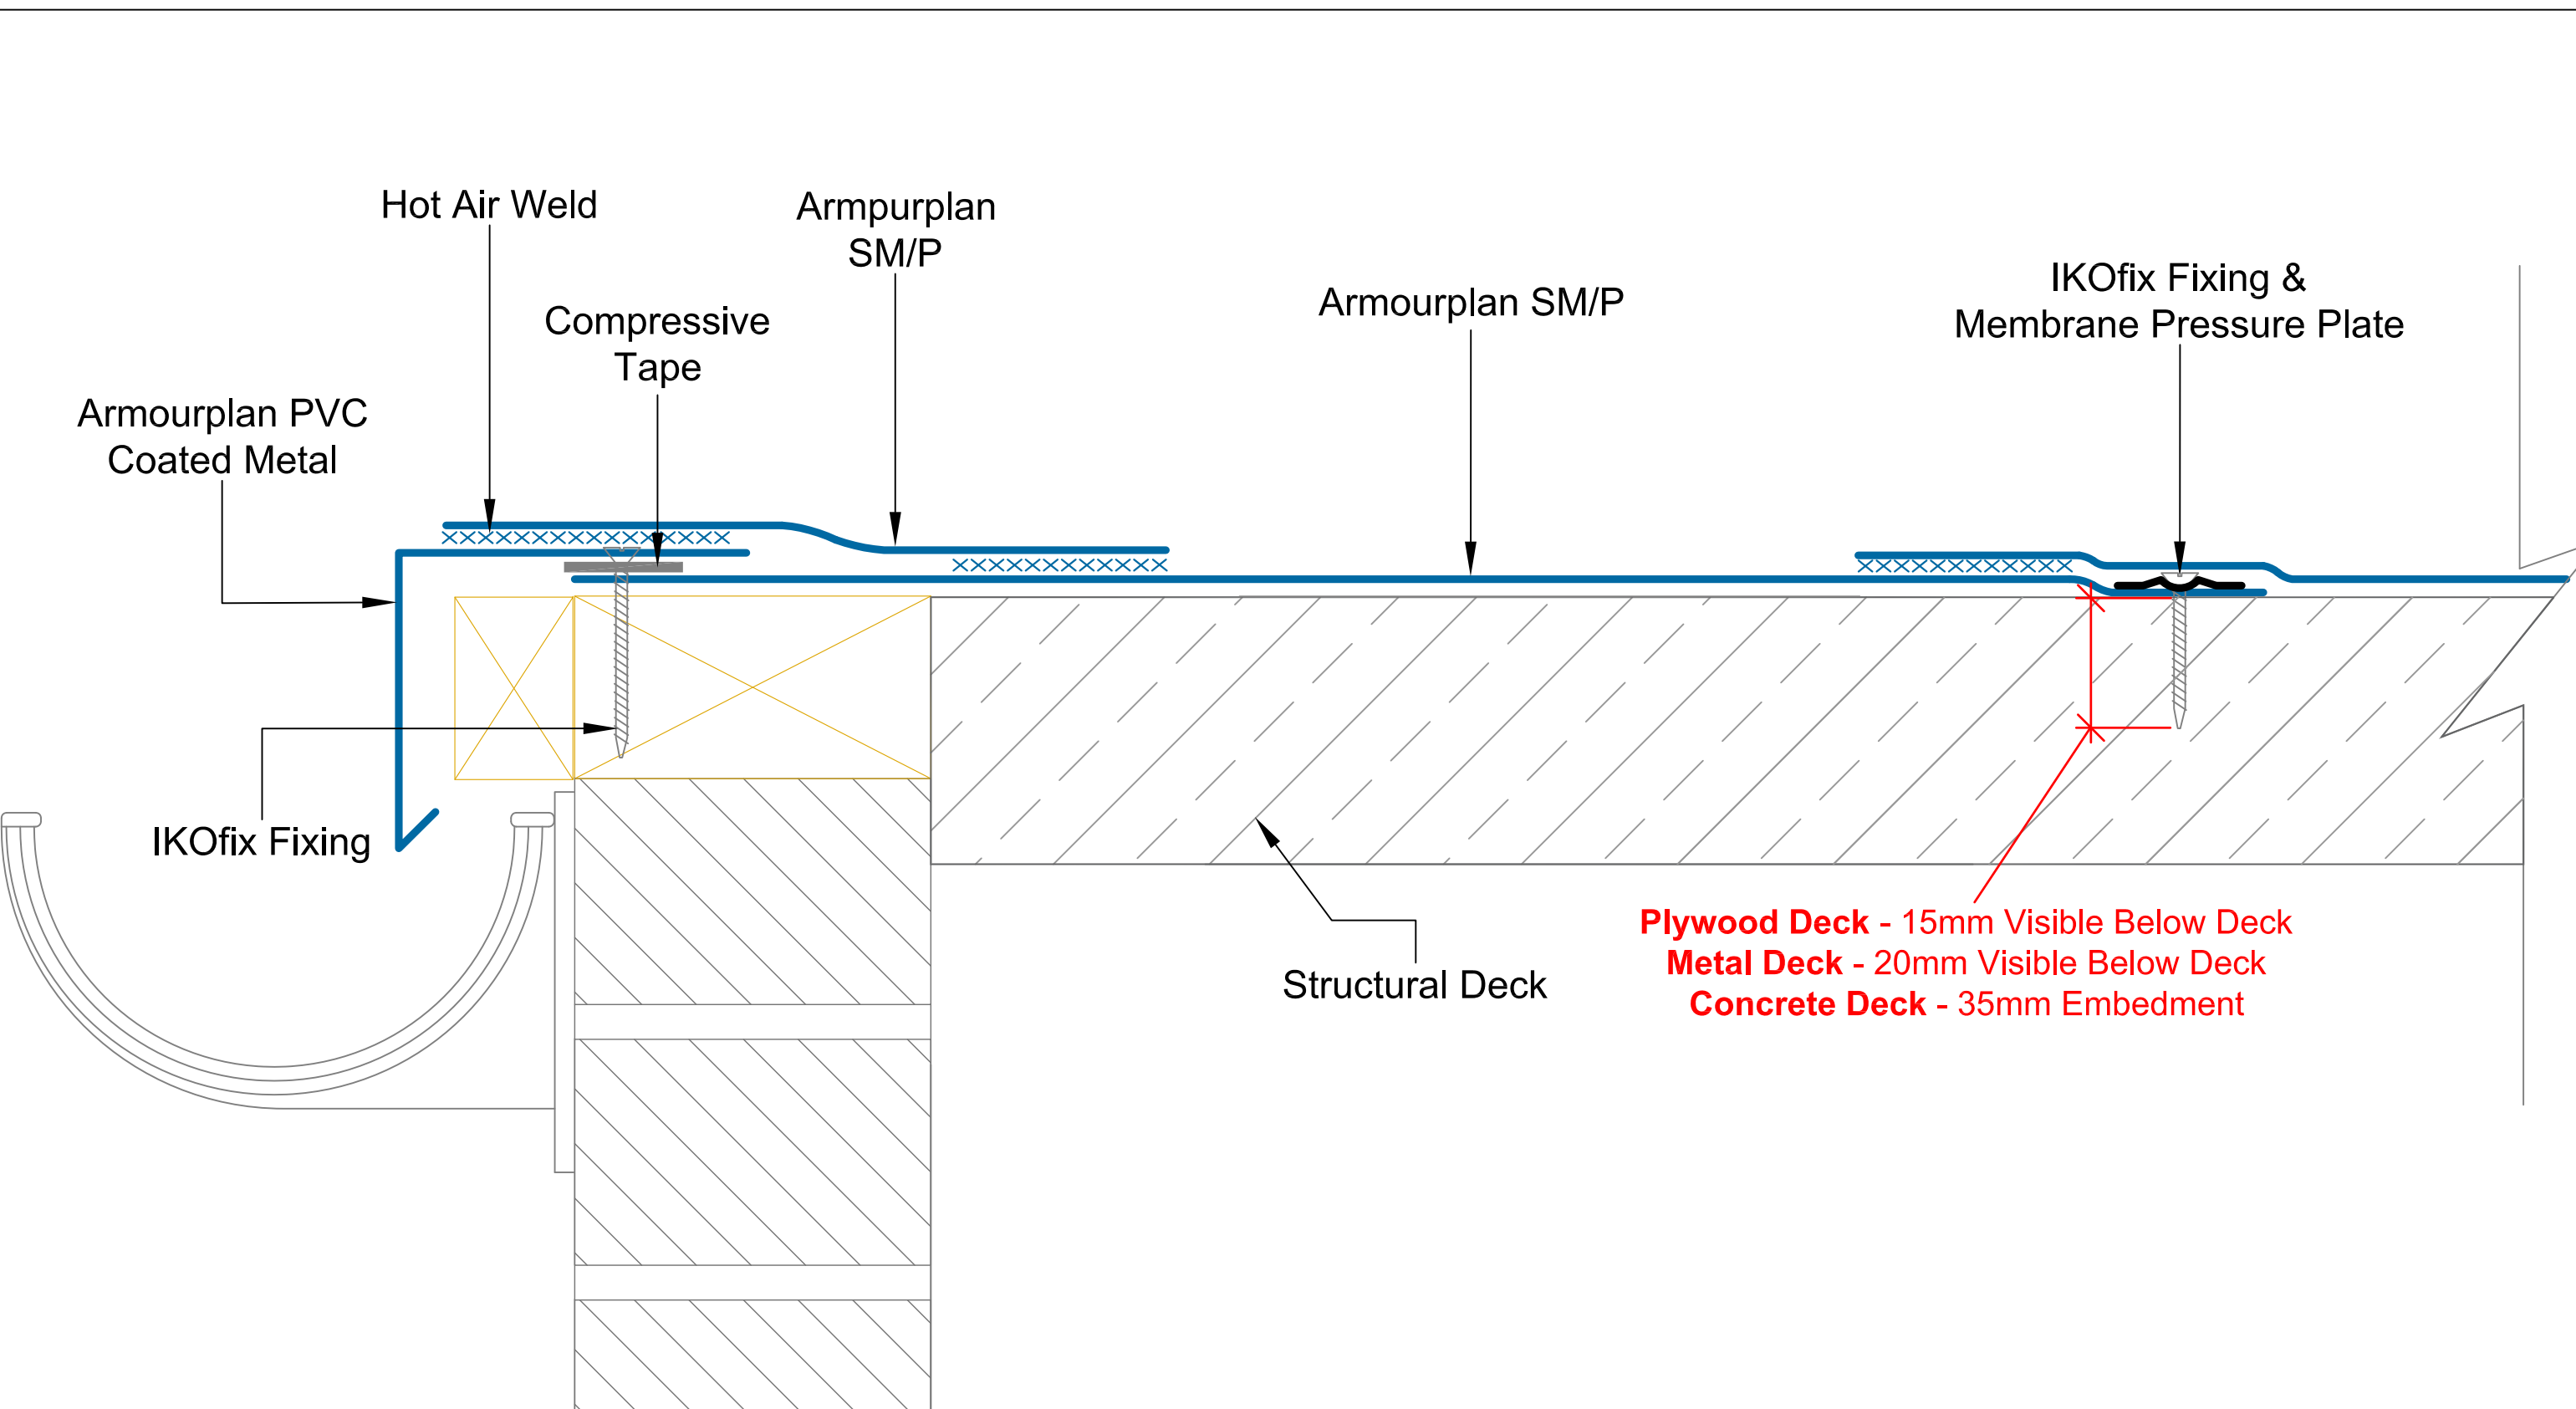 Hot Air Weld
Armpurplan
SM/P
Compressive
Tape
Armourplan SM/P
IKOfix Fixing &
Membrane Pressure Plate
Armourplan PVC
Coated Metal
IKOfix Fixing
Structural Deck
Plywood Deck - 15mm Visible Below Deck
Metal Deck - 20mm Visible Below Deck
Concrete Deck - 35mm Embedment